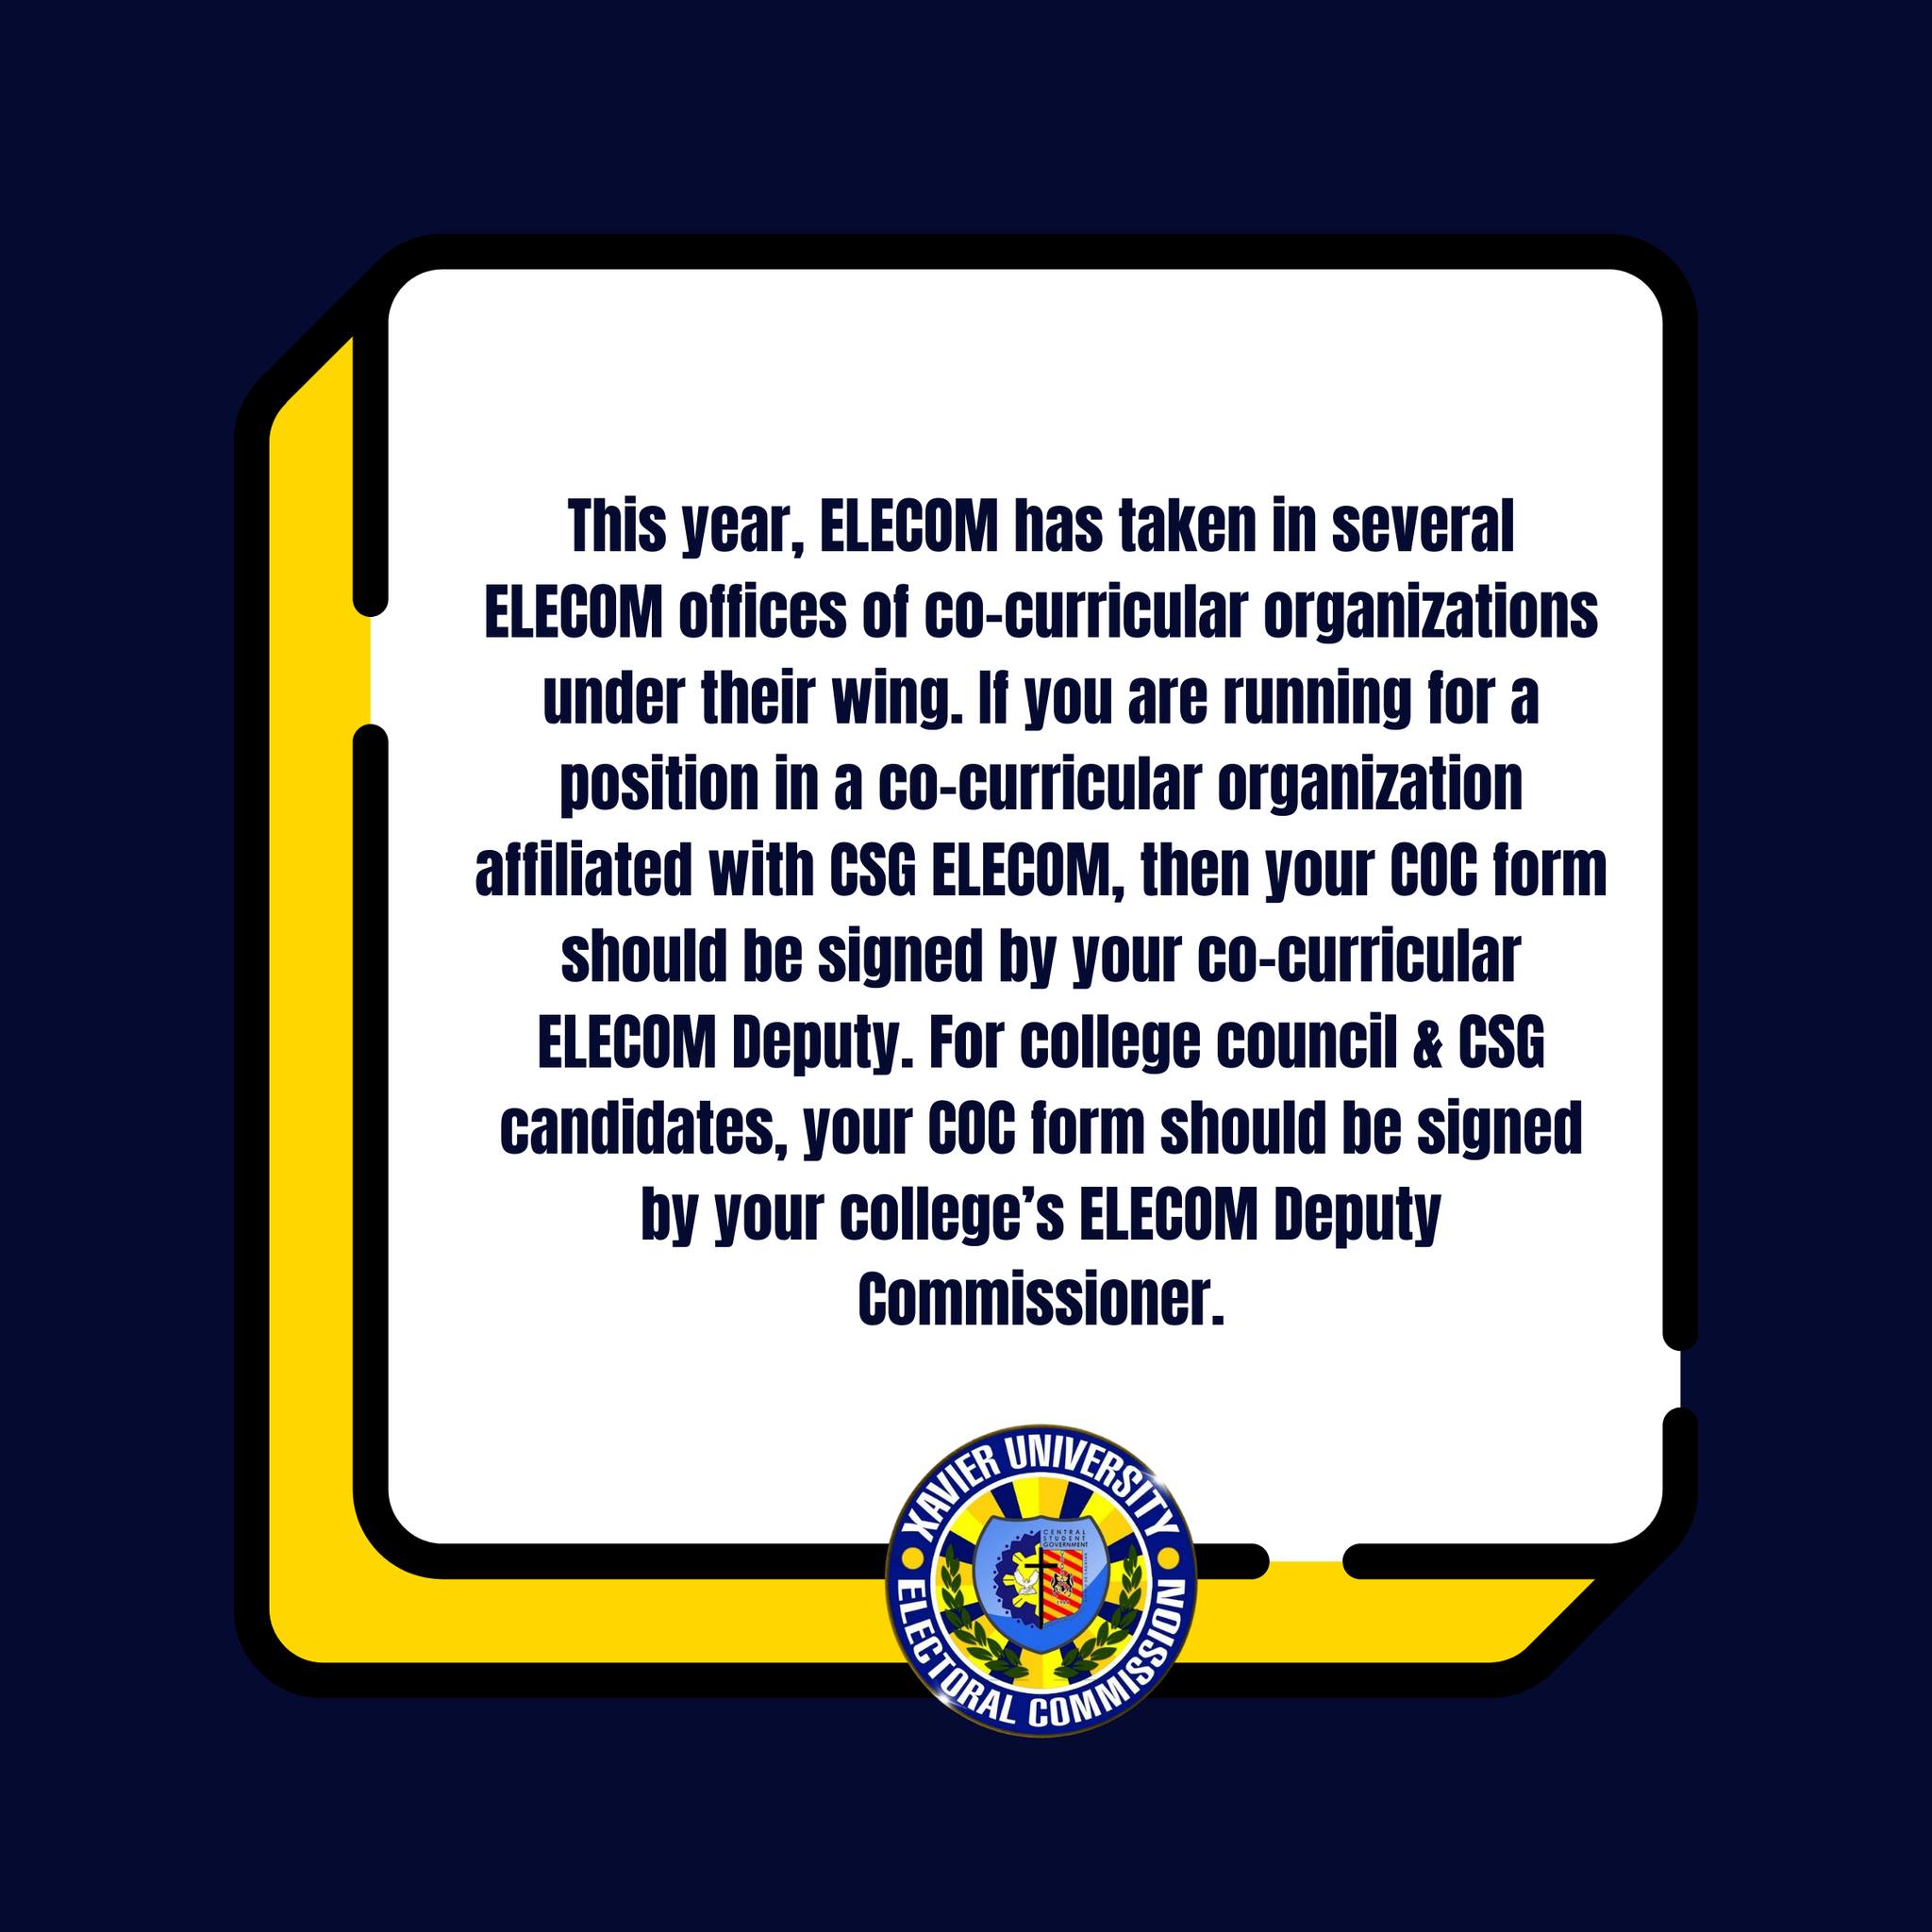 This year, ELECOM has taken in several
ELECOM offices of co-curricular organizations
under their wing. If you are running for a
position in a co-curricular organization
affiliated with CSG ELECOM, then your COC form
should be signed by your co-curricular
ELECOM Deputy. For college council & CSG
candidates, your COC form should be signed
by your college’s ELECOM Deputy
Commissioner.
XAVIER UNIVERSITY
CENTRAL
STUDENT
GOVERNMENT
ELECTORAL COMMISSION